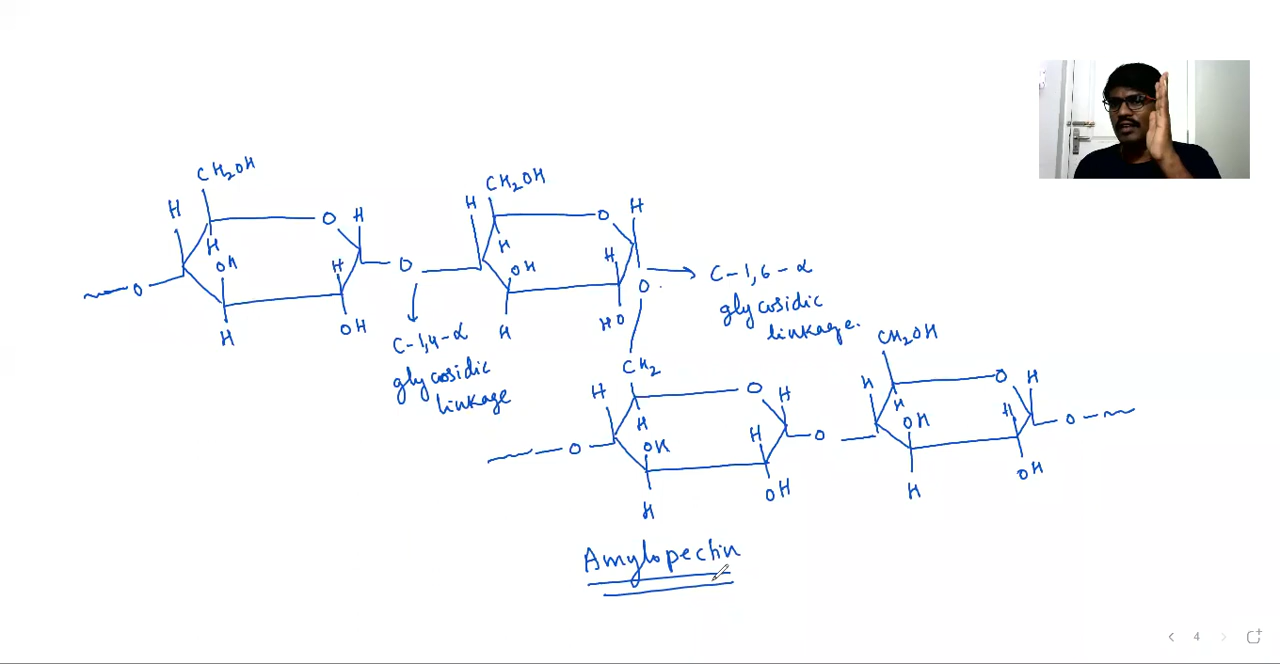 CH₂OH
CH₂OH
H
O
H
H
O
H
H
OH
H
H
OH
H
O
O
O
H
OH
H
HO
H
C-1,4-α
glycosidic
linkage
C-1,6-α
glycosidic
linkage.
CH₂
CH₂OH
H
O
H
H
O
H
H
OH
H
H
OH
H
O
O
O
H
OH
H
OH
Amylopectin
4